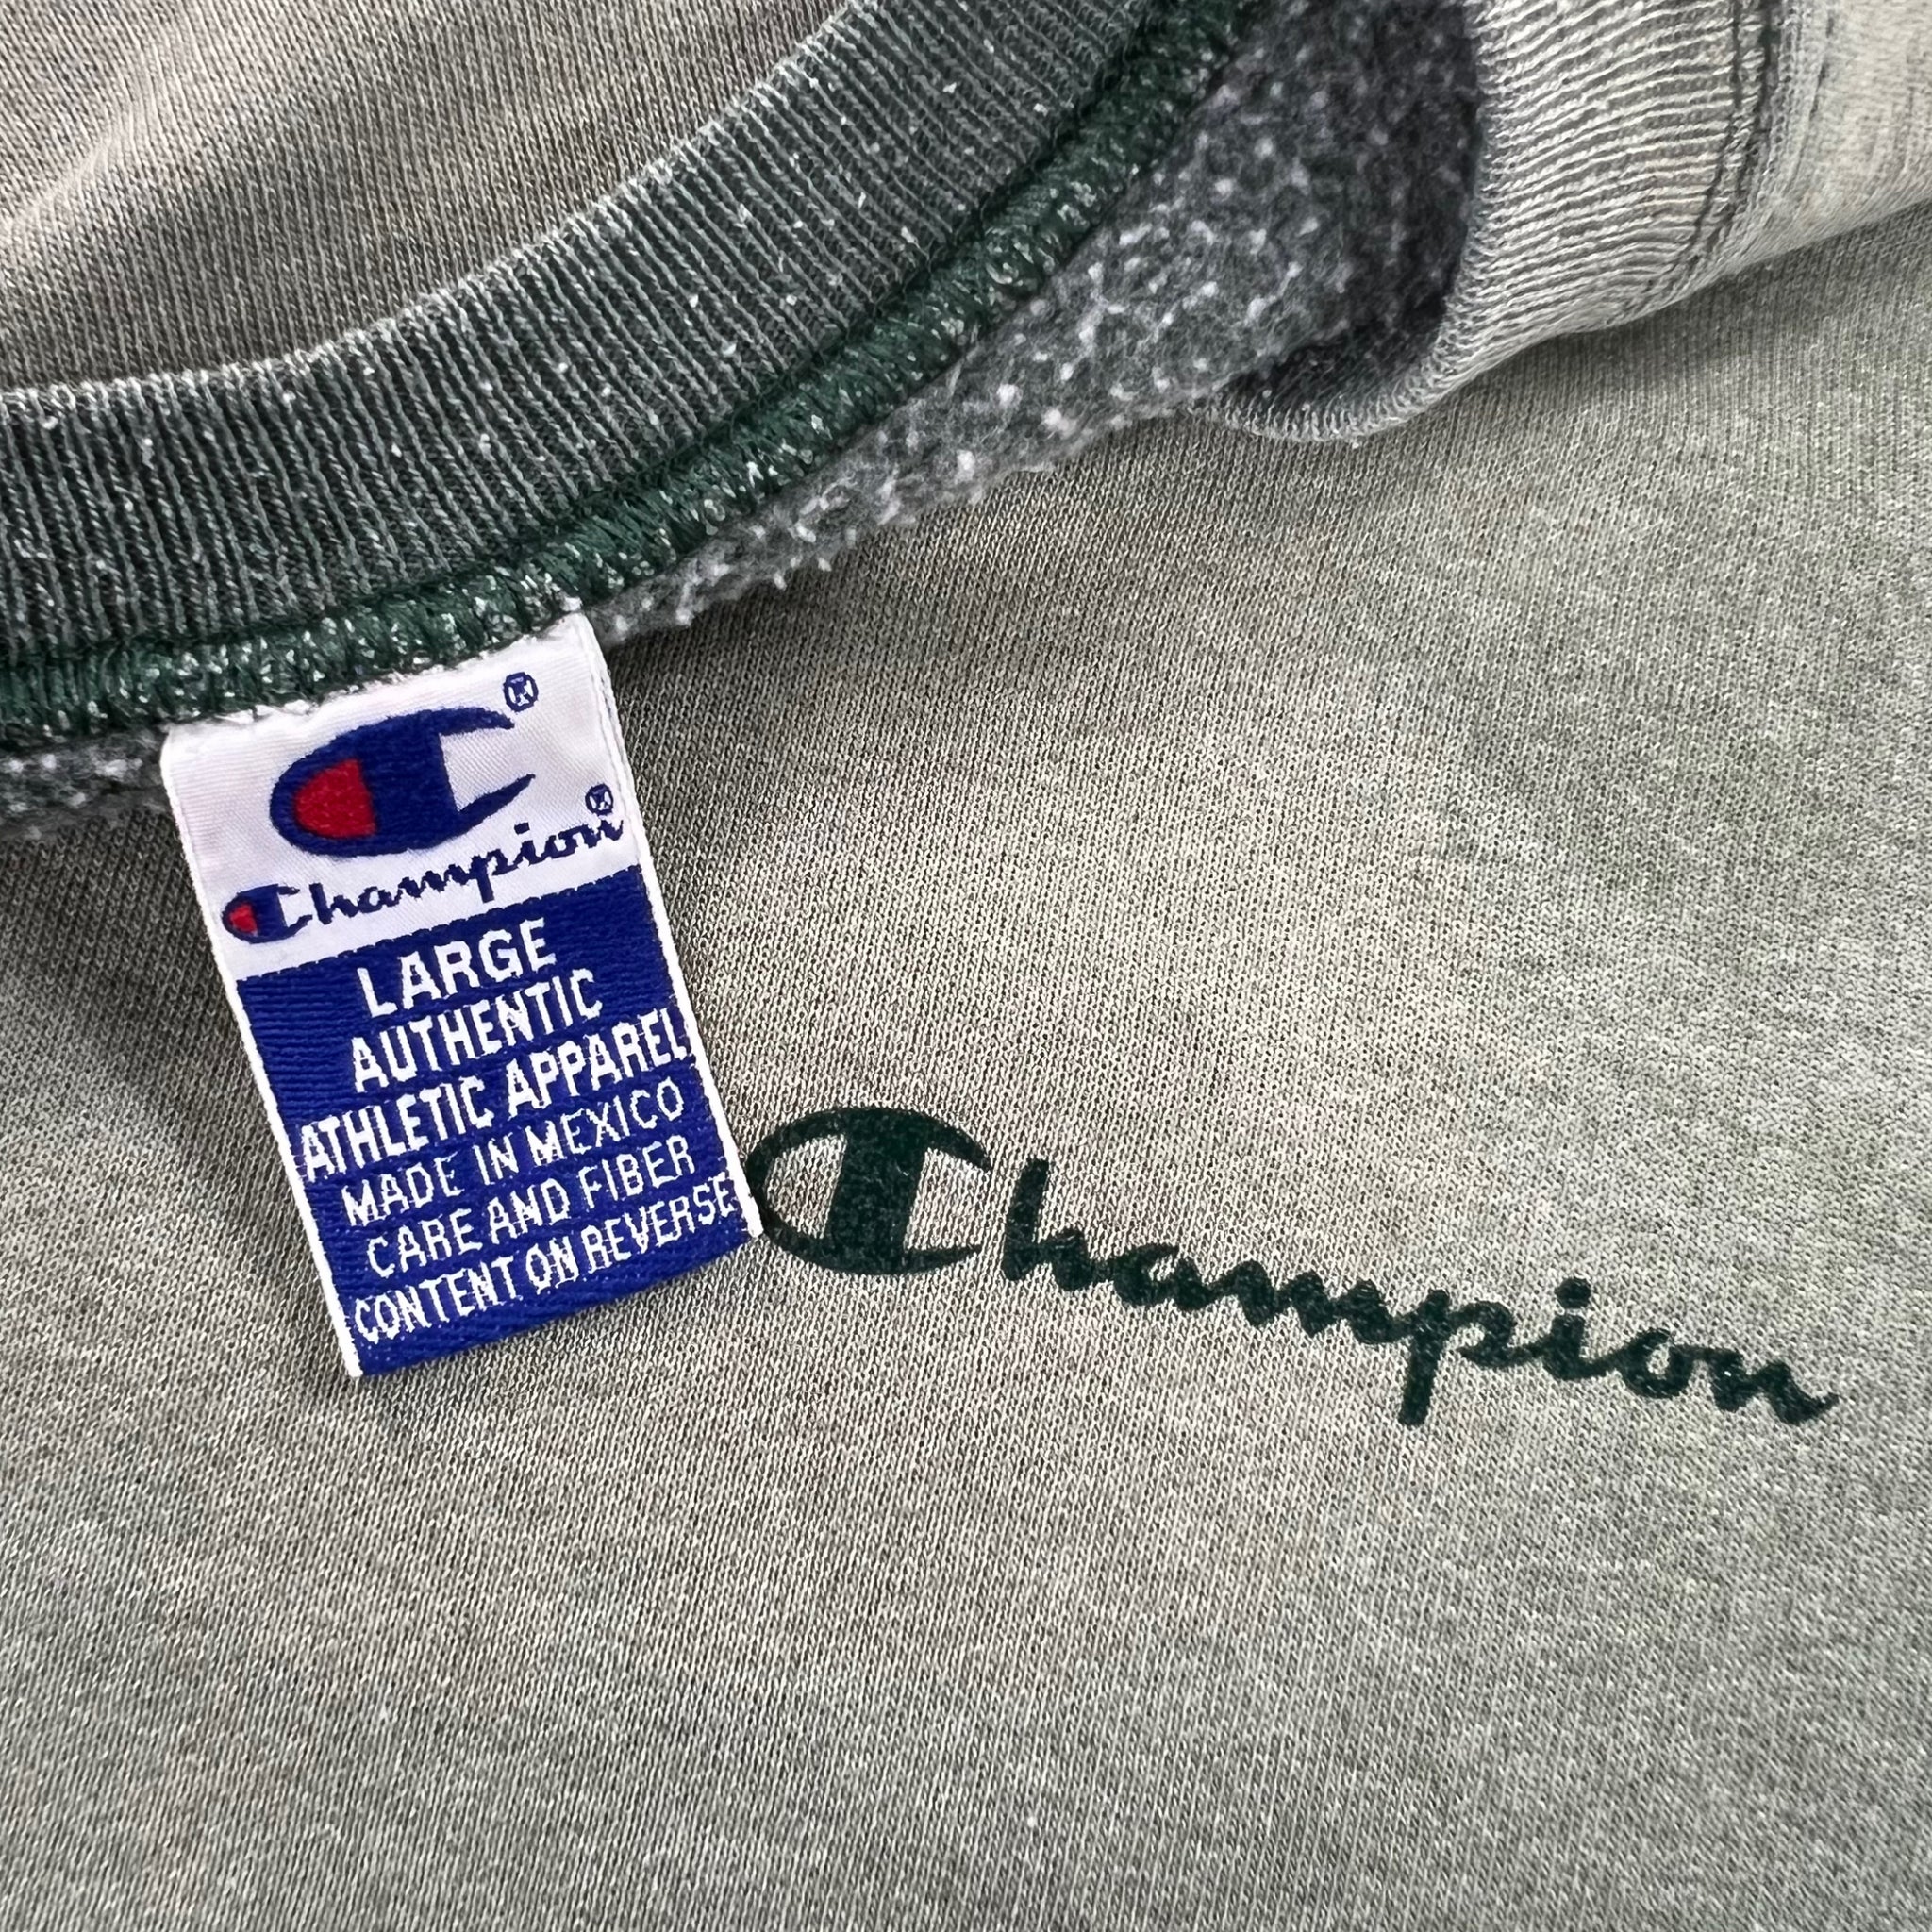 Champion
LARGE
AUTHENTIC
ATHLETIC APPAREL
MADE IN MEXICO
CARE AND FIBER
CONTENT ON REVERSE
Champion